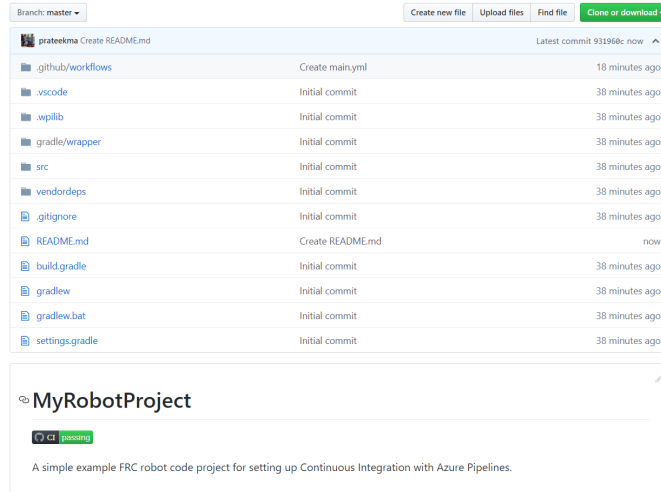 Branch: master
Create new file Upload files Find file Clone or download
prateekma Create README.md Latest commit 931960c now
.github/workflows Create main.yml 18 minutes ago
.vscode Initial commit 38 minutes ago
.wpilib Initial commit 38 minutes ago
gradle/wrapper Initial commit 38 minutes ago
src Initial commit 38 minutes ago
vendordeps Initial commit 38 minutes ago
.gitignore Initial commit 38 minutes ago
README.md Create README.md now
build.gradle Initial commit 38 minutes ago
gradlew Initial commit 38 minutes ago
gradlew.bat Initial commit 38 minutes ago
settings.gradle Initial commit 38 minutes ago
MyRobotProject
CI passing
A simple example FRC robot code project for setting up Continuous Integration with Azure Pipelines.